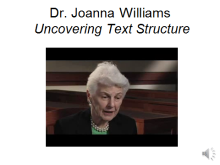 Dr. Joanna Williams
Uncovering Text Structure